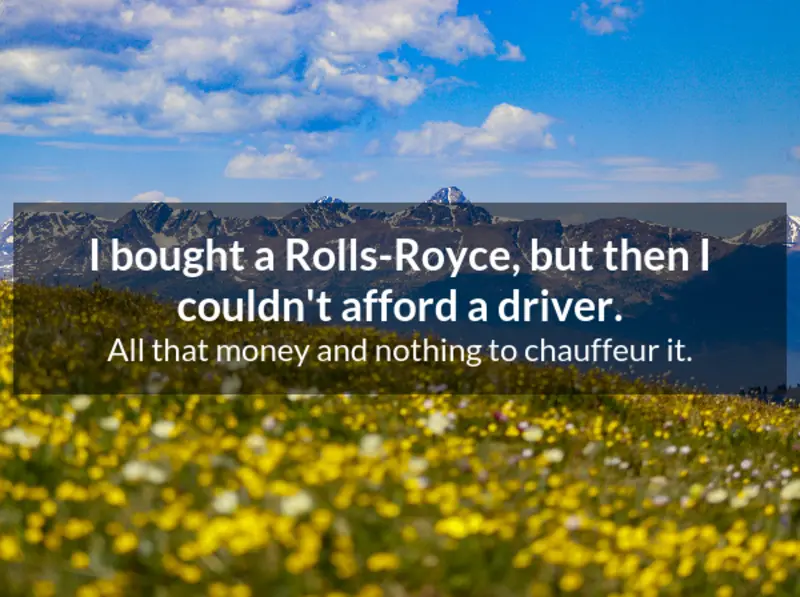 I bought a Rolls-Royce, but then I
couldn't afford a driver.
All that money and nothing to chauffeur it.